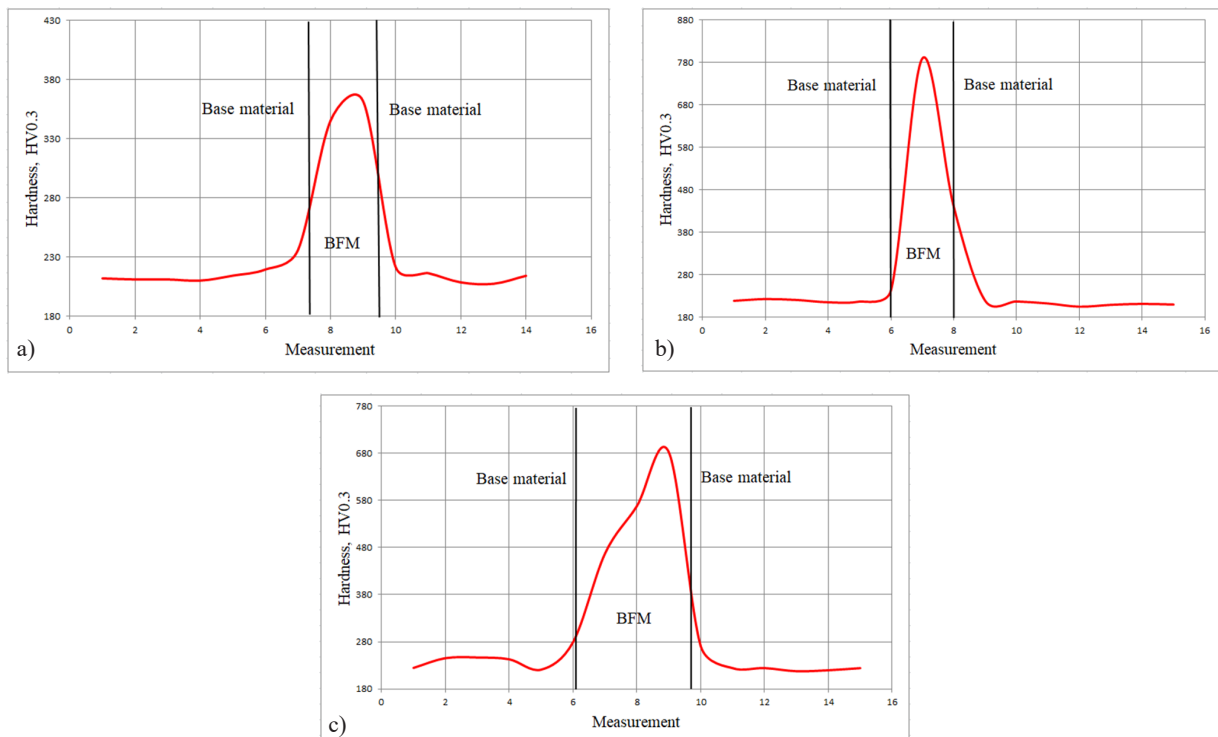 430
380
330
280
230
180
0 2 4 6 8 10 12 14 16
Hardness, HV0.3
Base material
Base material
BFM
Measurement
a)
880
780
680
580
480
380
280
180
0 2 4 6 8 10 12 14 16
Hardness, HV0.3
Base material
Base material
BFM
Measurement
b)
780
680
580
480
380
280
180
0 2 4 6 8 10 12 14 16
Hardness, HV0.3
Base material
Base material
BFM
Measurement
c)